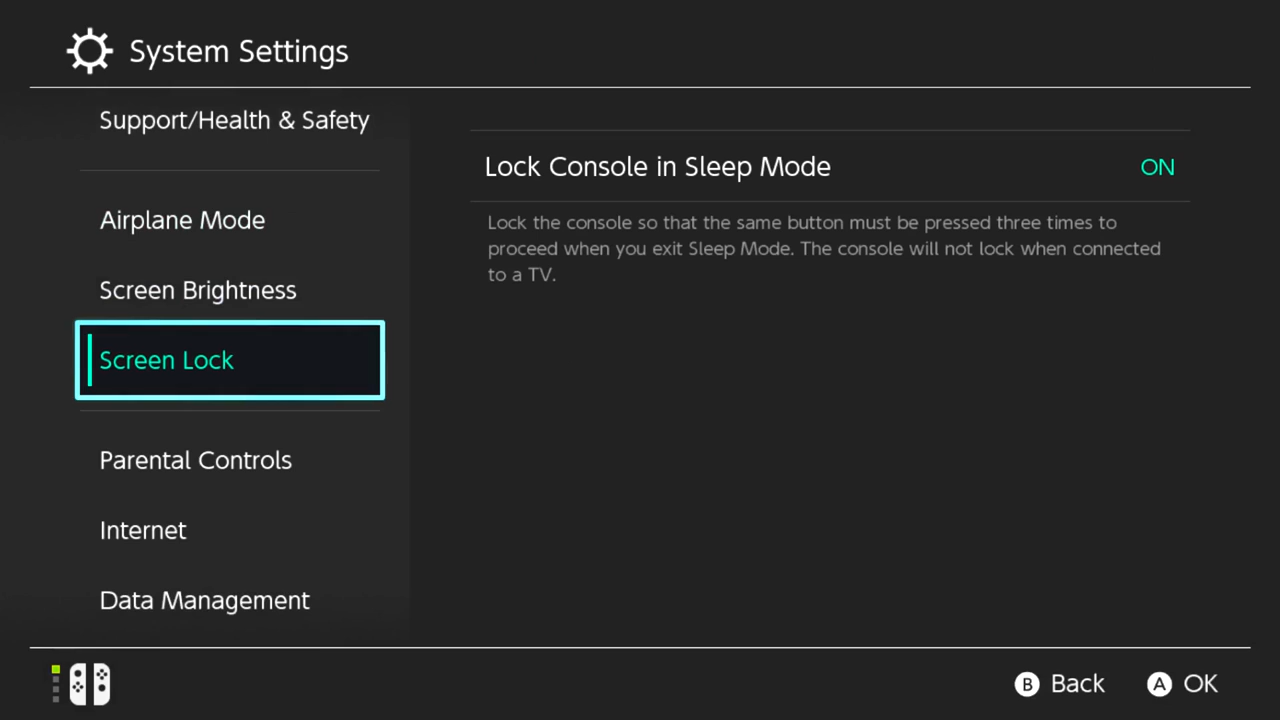 System Settings
Support/Health & Safety
Airplane Mode
Screen Brightness
Screen Lock
Parental Controls
Internet
Data Management
Lock Console in Sleep Mode ON
Lock the console so that the same button must be pressed three times to
proceed when you exit Sleep Mode. The console will not lock when connected
to a TV.
B Back A OK